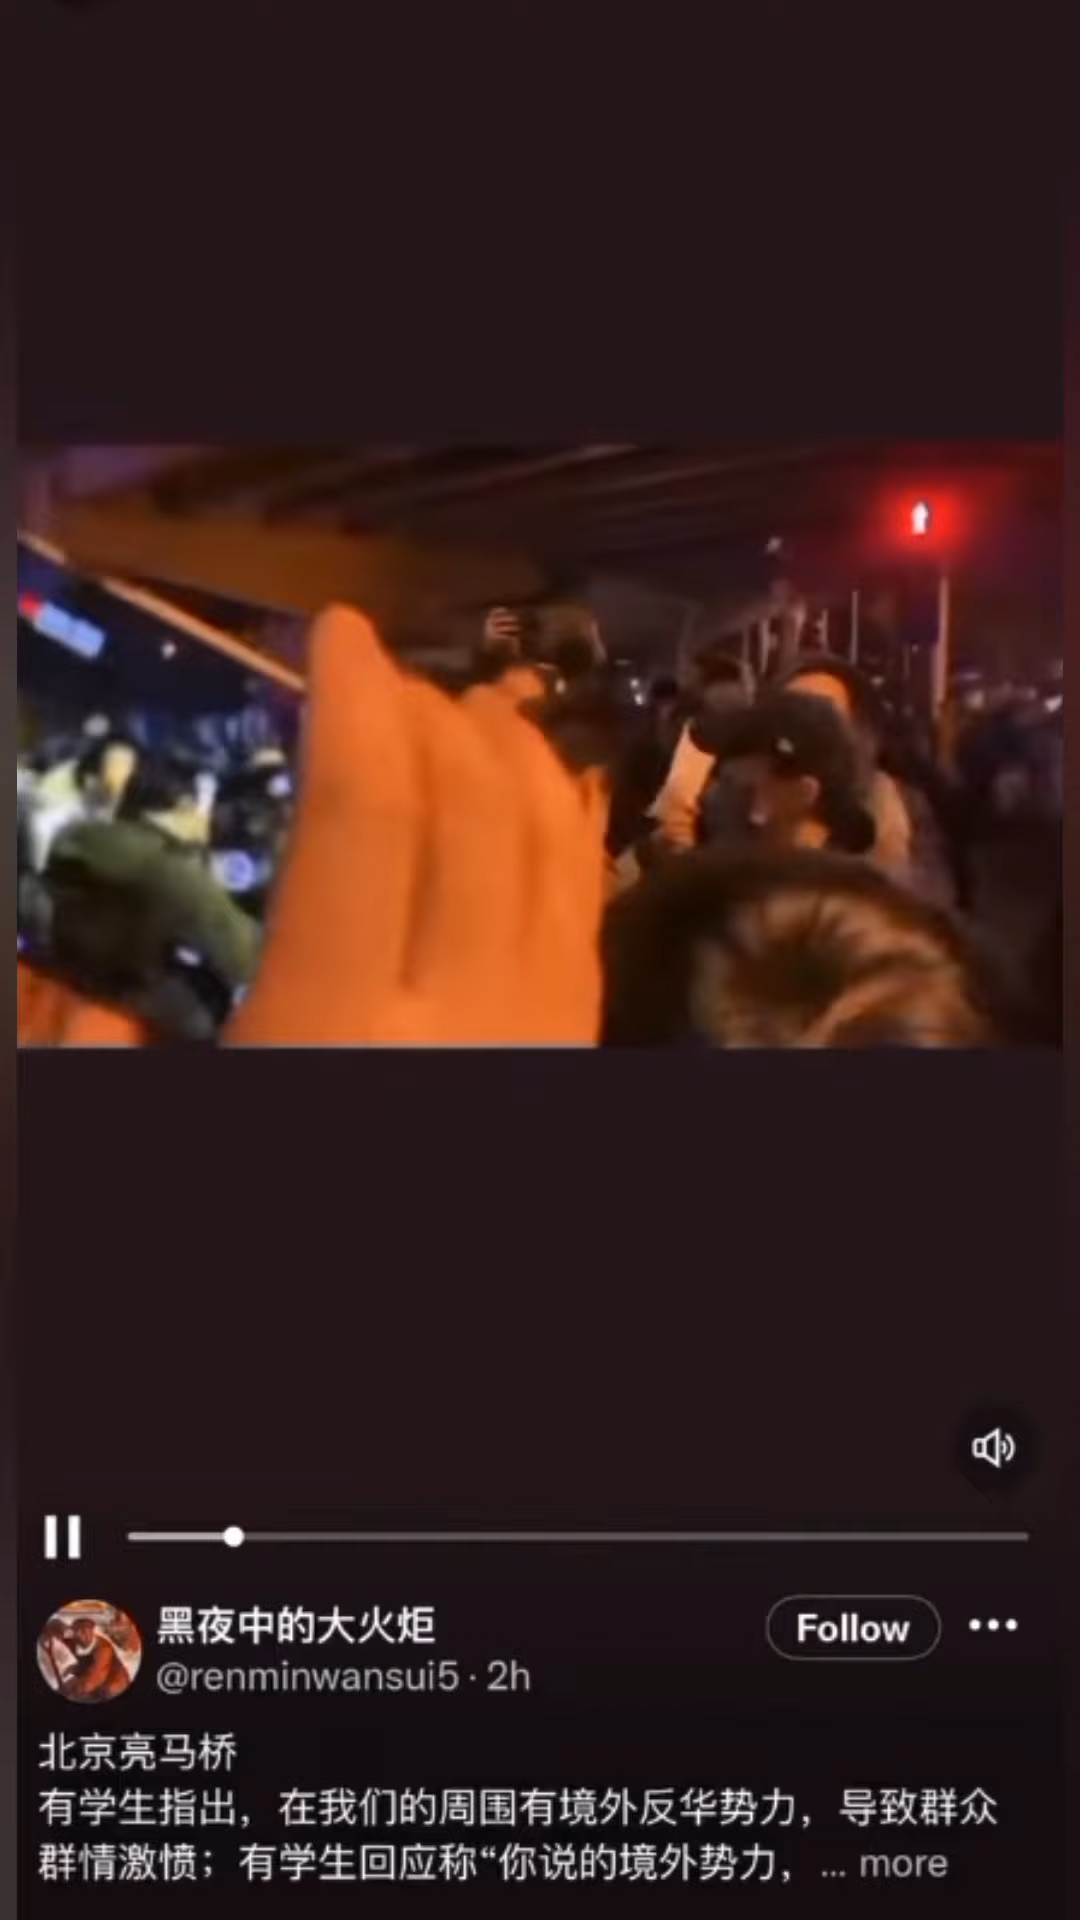 黑夜中的大火炬
Follow
@renminwansui5 · 2h
北京亮马桥
有学生指出，在我们的周围有境外反华势力，导致群众
群情激愤；有学生回应称“你说的境外势力，... more